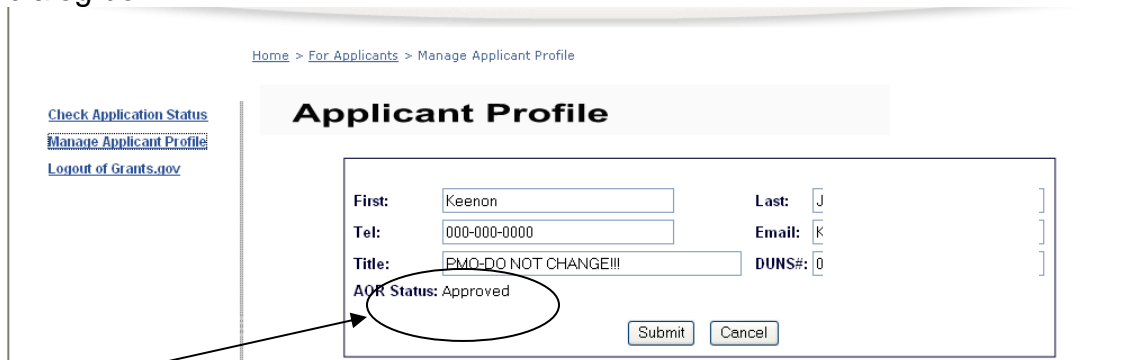 Home > For Applicants > Manage Applicant Profile
Check Application Status
Manage Applicant Profile
Logout of Grants.gov
Applicant Profile
First: Keenon Last: J
Tel: 000-000-0000 Email: K
Title: PMO-DO NOT CHANGE!!! DUNS#: 0
AOR Status: Approved
Submit Cancel